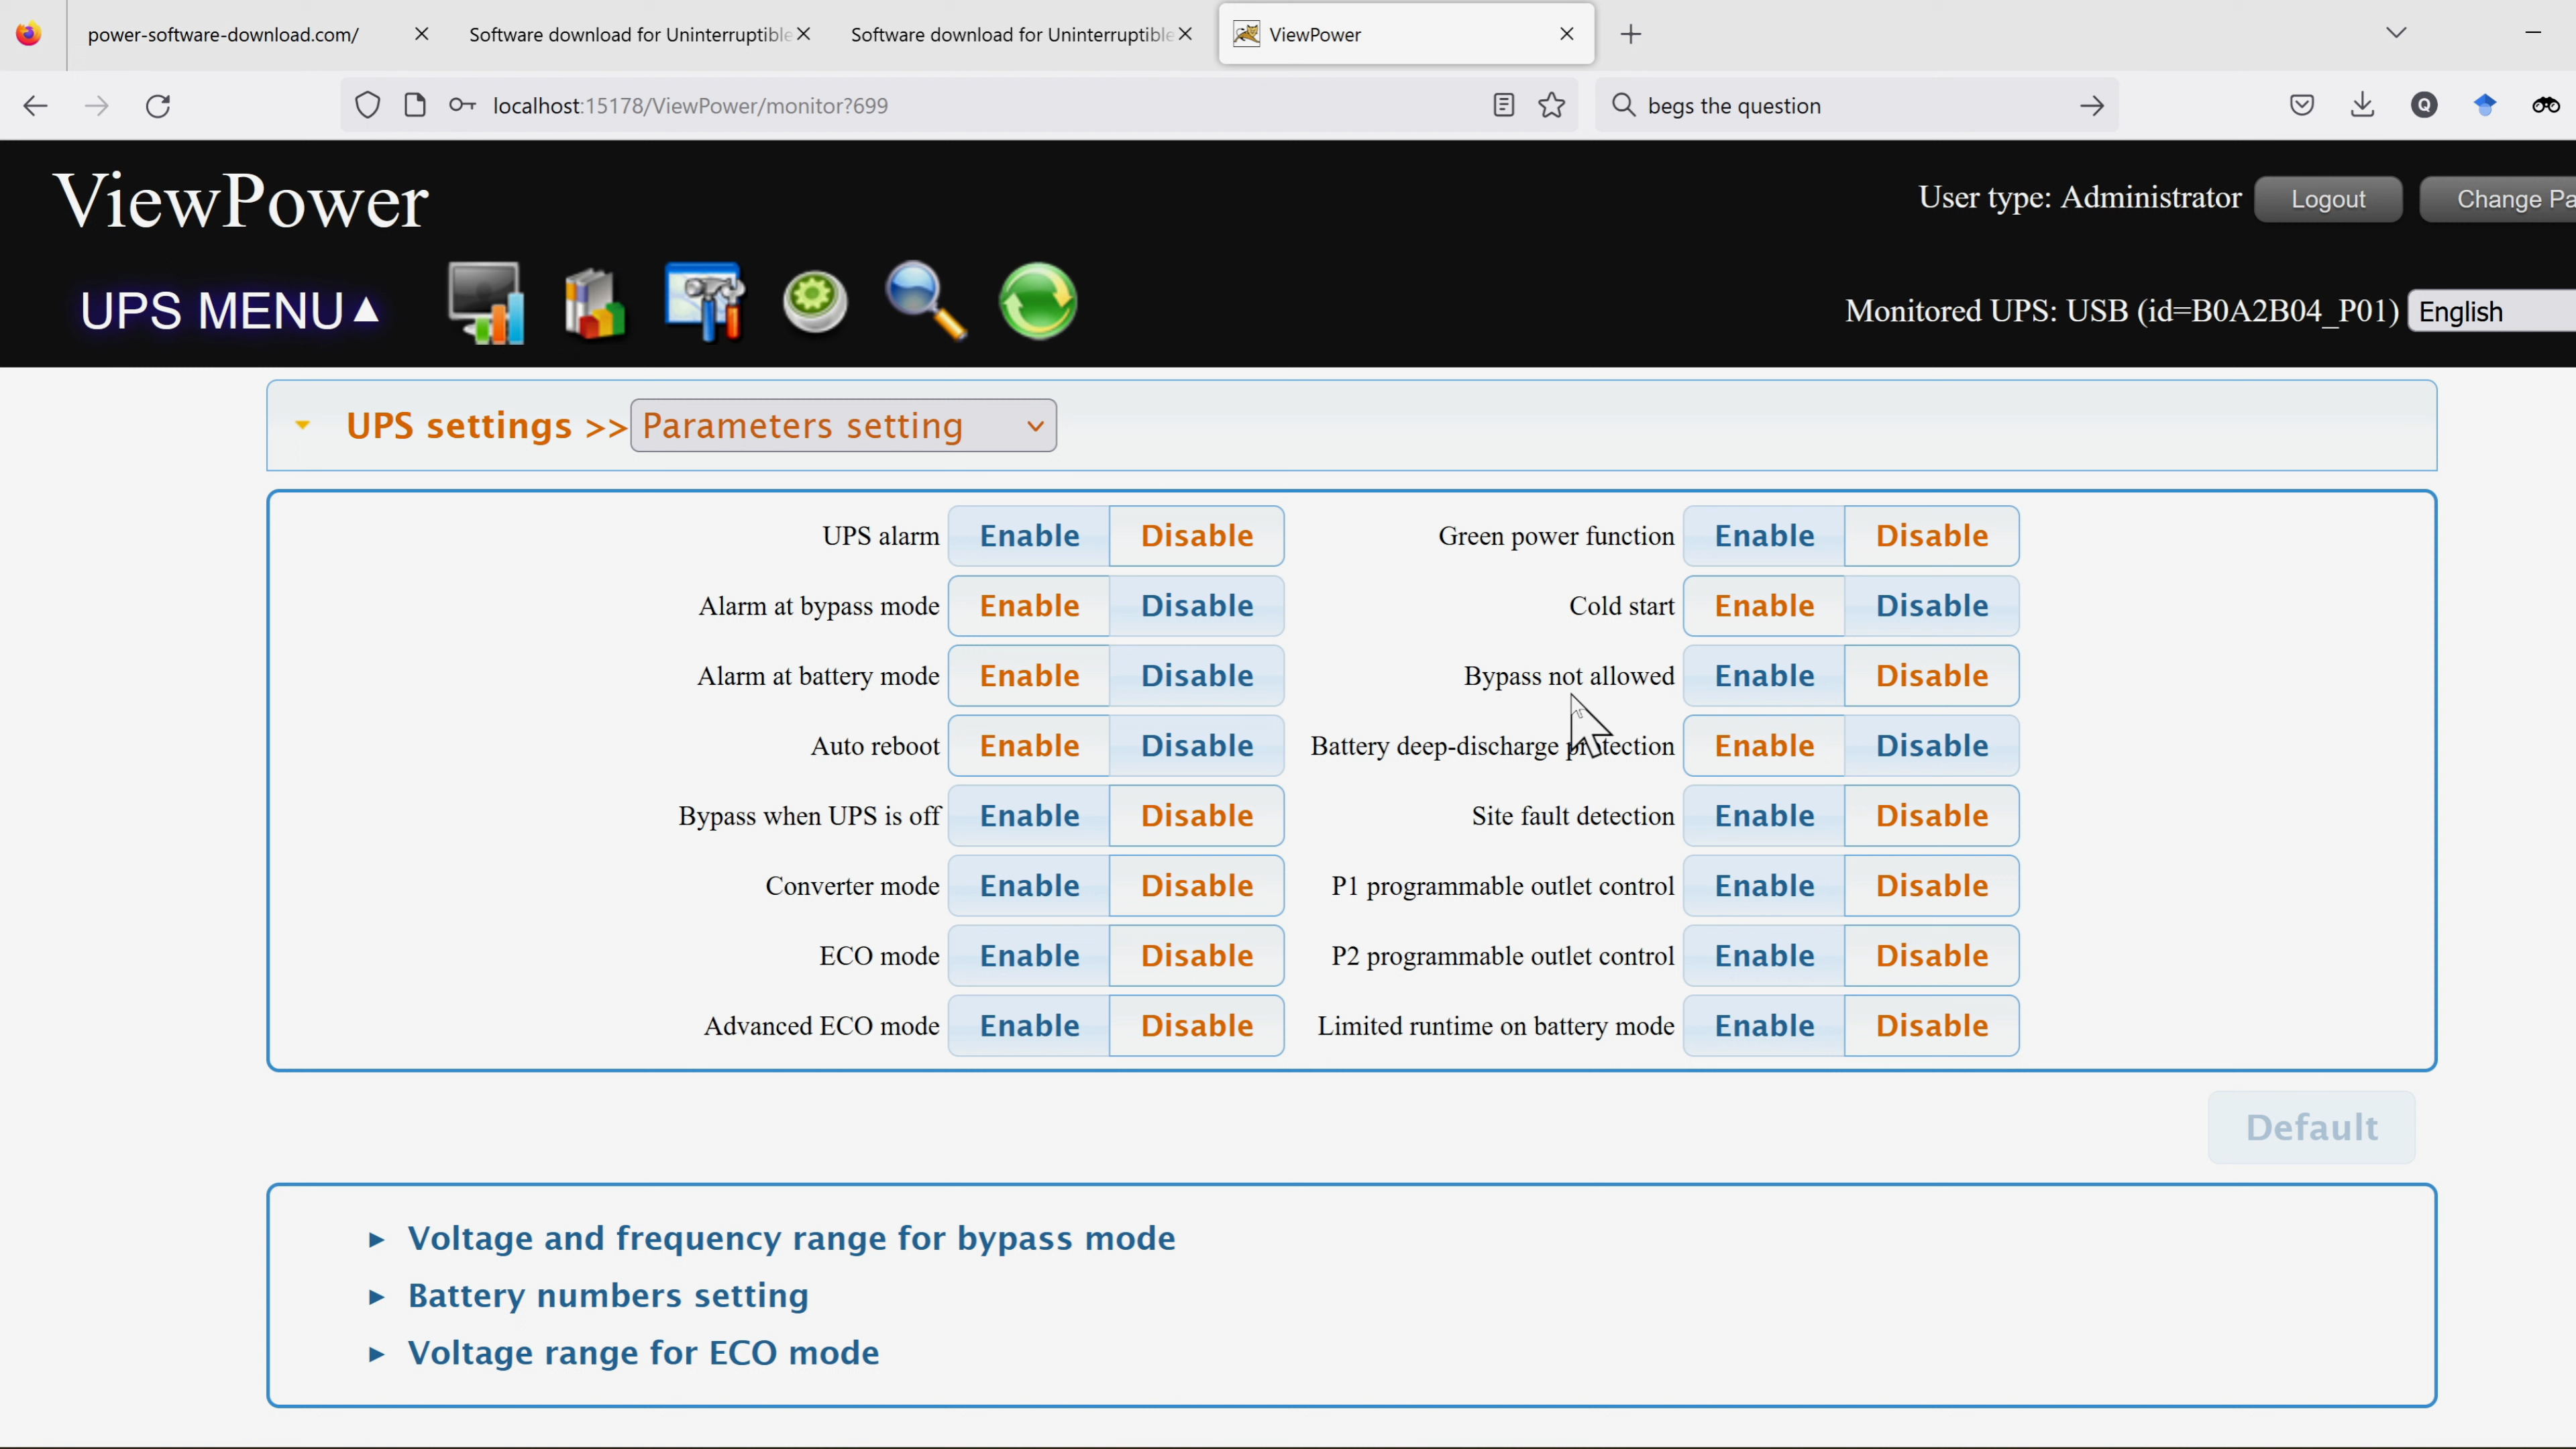 power-software-download.com/
Software download for Uninterruptible
Software download for Uninterruptible
ViewPower
localhost:15178/ViewPower/monitor?699
begs the question
ViewPower
User type: Administrator
Logout
Change Pa
UPS MENU▲
Monitored UPS: USB (id=B0A2B04_P01)
English
UPS settings >> Parameters setting
UPS alarm Enable Disable
Green power function Enable Disable
Alarm at bypass mode Enable Disable
Cold start Enable Disable
Alarm at battery mode Enable Disable
Bypass not allowed Enable Disable
Auto reboot Enable Disable
Battery deep-discharge protection Enable Disable
Bypass when UPS is off Enable Disable
Site fault detection Enable Disable
Converter mode Enable Disable
P1 programmable outlet control Enable Disable
ECO mode Enable Disable
P2 programmable outlet control Enable Disable
Advanced ECO mode Enable Disable
Limited runtime on battery mode Enable Disable
Default
► Voltage and frequency range for bypass mode
► Battery numbers setting
► Voltage range for ECO mode